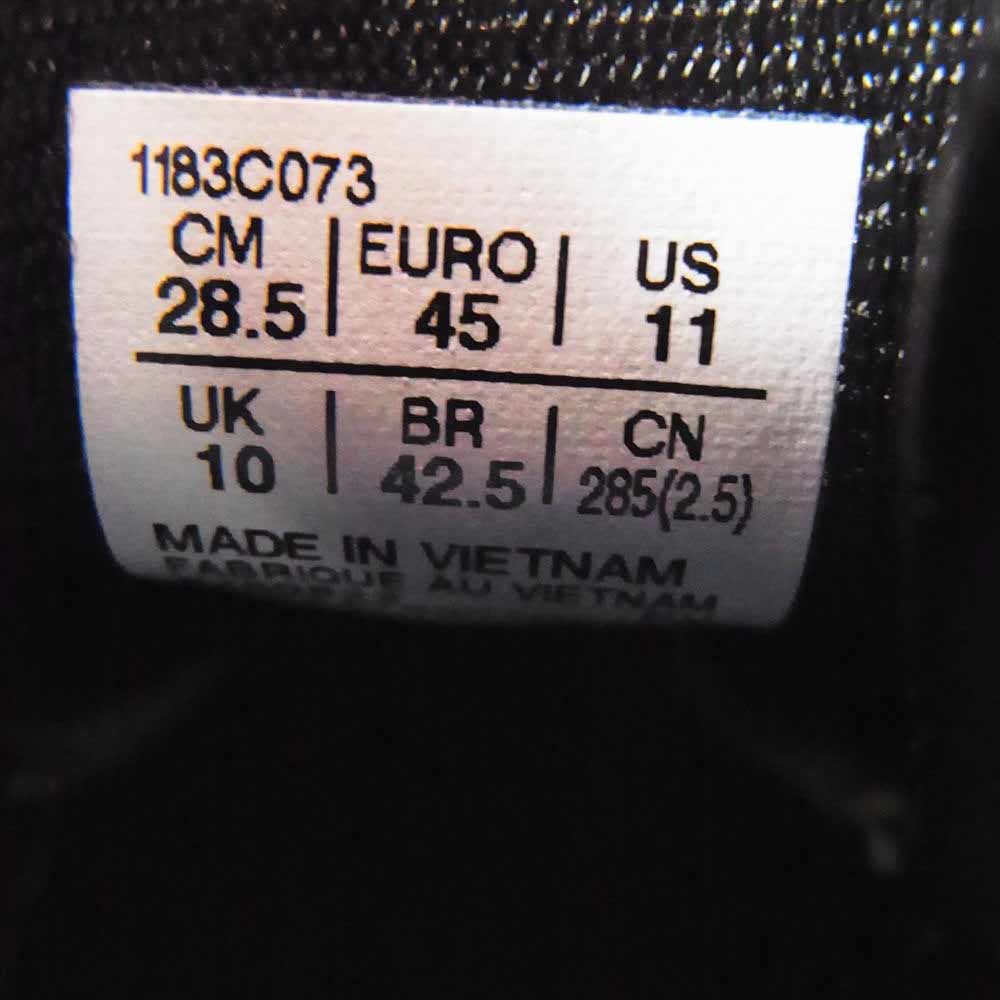 1183C073
CM | EURO | US
28.5 | 45 | 11
UK | BR | CN
10 | 42.5 | 285(2.5)
MADE IN VIETNAM
FABRIQUE AU VIETNAM